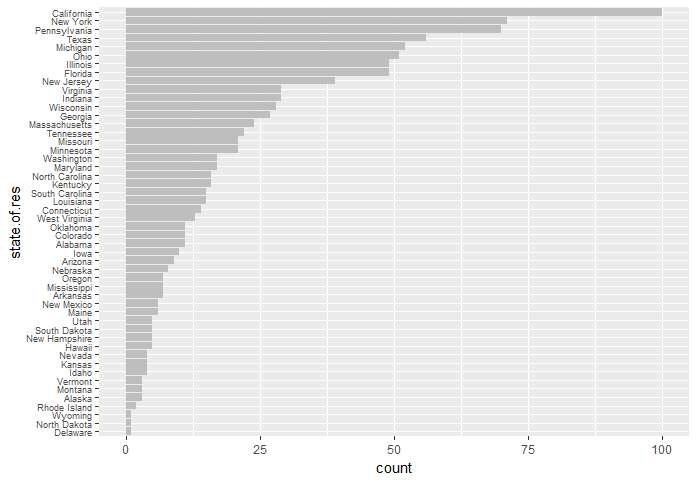 California
New York
Pennsylvania
Texas
Michigan
Ohio
Illinois
Florida
New Jersey
Virginia
Indiana
Wisconsin
Georgia
Massachusetts
Tennessee
Missouri
Minnesota
Washington
Maryland
North Carolina
Kentucky
South Carolina
Louisiana
Connecticut
West Virginia
Oklahoma
Colorado
Alabama
Iowa
Arizona
Nebraska
Oregon
Mississippi
Arkansas
New Mexico
Maine
Utah
South Dakota
New Hampshire
Hawaii
Nevada
Kansas
Idaho
Vermont
Montana
Alaska
Rhode Island
Wyoming
North Dakota
Delaware
state.of.res
0 25 50 75 100
count